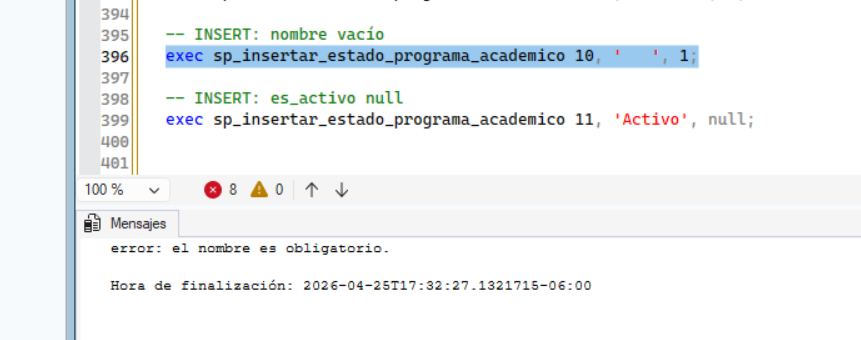 394
395 -- INSERT: nombre vacío
396 exec sp_insertar_estado_programa_academico 10, '   ', 1;
397
398 -- INSERT: es_activo null
399 exec sp_insertar_estado_programa_academico 11, 'Activo', null;
400
401
100 % 8 0
Mensajes
error: el nombre es obligatorio.
Hora de finalización: 2026-04-25T17:32:27.1321715-06:00